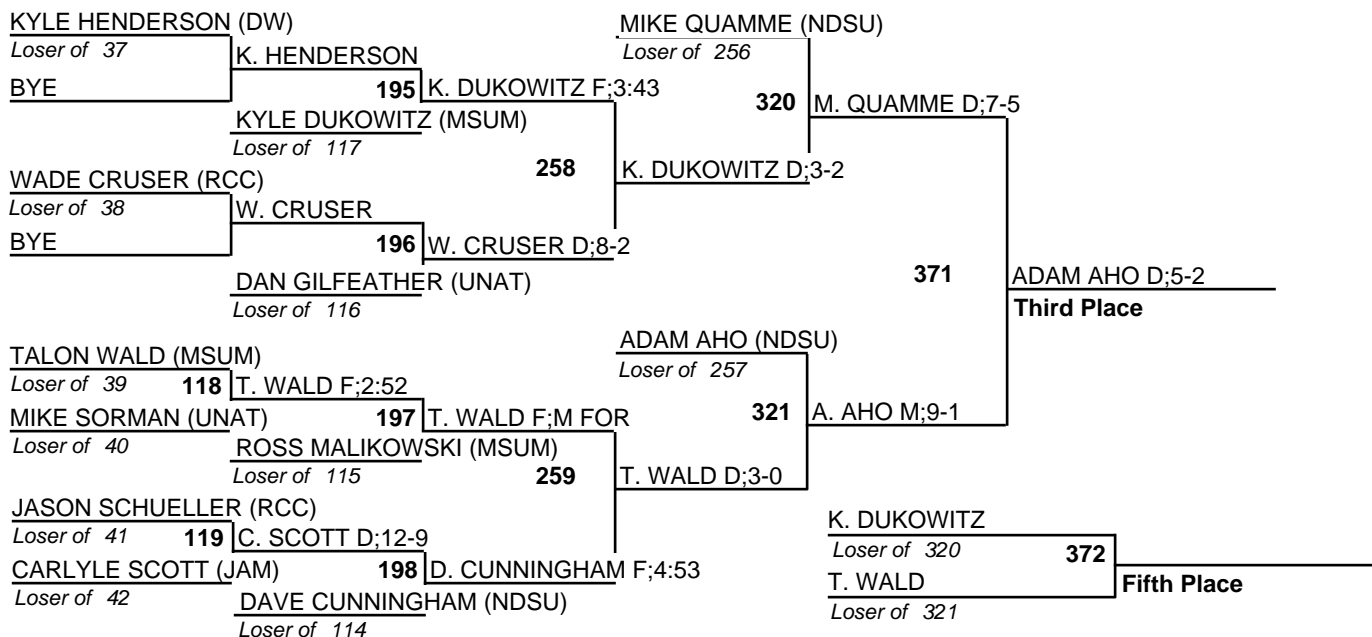 KYLE HENDERSON (DW)
Loser of 37
BYE
K. HENDERSON
195
KYLE DUKOWITZ (MSUM)
Loser of 117
K. DUKOWITZ F;3:43
WADE CRUSER (RCC)
Loser of 38
BYE
W. CRUSER
196
DAN GILFEATHER (UNAT)
Loser of 116
W. CRUSER D;8-2
258
K. DUKOWITZ D;3-2
MIKE QUAMME (NDSU)
Loser of 256
320
M. QUAMME D;7-5
TALON WALD (MSUM)
Loser of 39
118
MIKE SORMAN (UNAT)
Loser of 40
T. WALD F;2:52
197
ROSS MALIKOWSKI (MSUM)
Loser of 115
T. WALD F;M FOR
JASON SCHUELLER (RCC)
Loser of 41
119
CARLYLE SCOTT (JAM)
Loser of 42
C. SCOTT D;12-9
198
DAVE CUNNINGHAM (NDSU)
Loser of 114
D. CUNNINGHAM F;4:53
259
T. WALD D;3-0
ADAM AHO (NDSU)
Loser of 257
321
A. AHO M;9-1
371
ADAM AHO D;5-2
Third Place
K. DUKOWITZ
Loser of 320
372
T. WALD
Loser of 321
Fifth Place